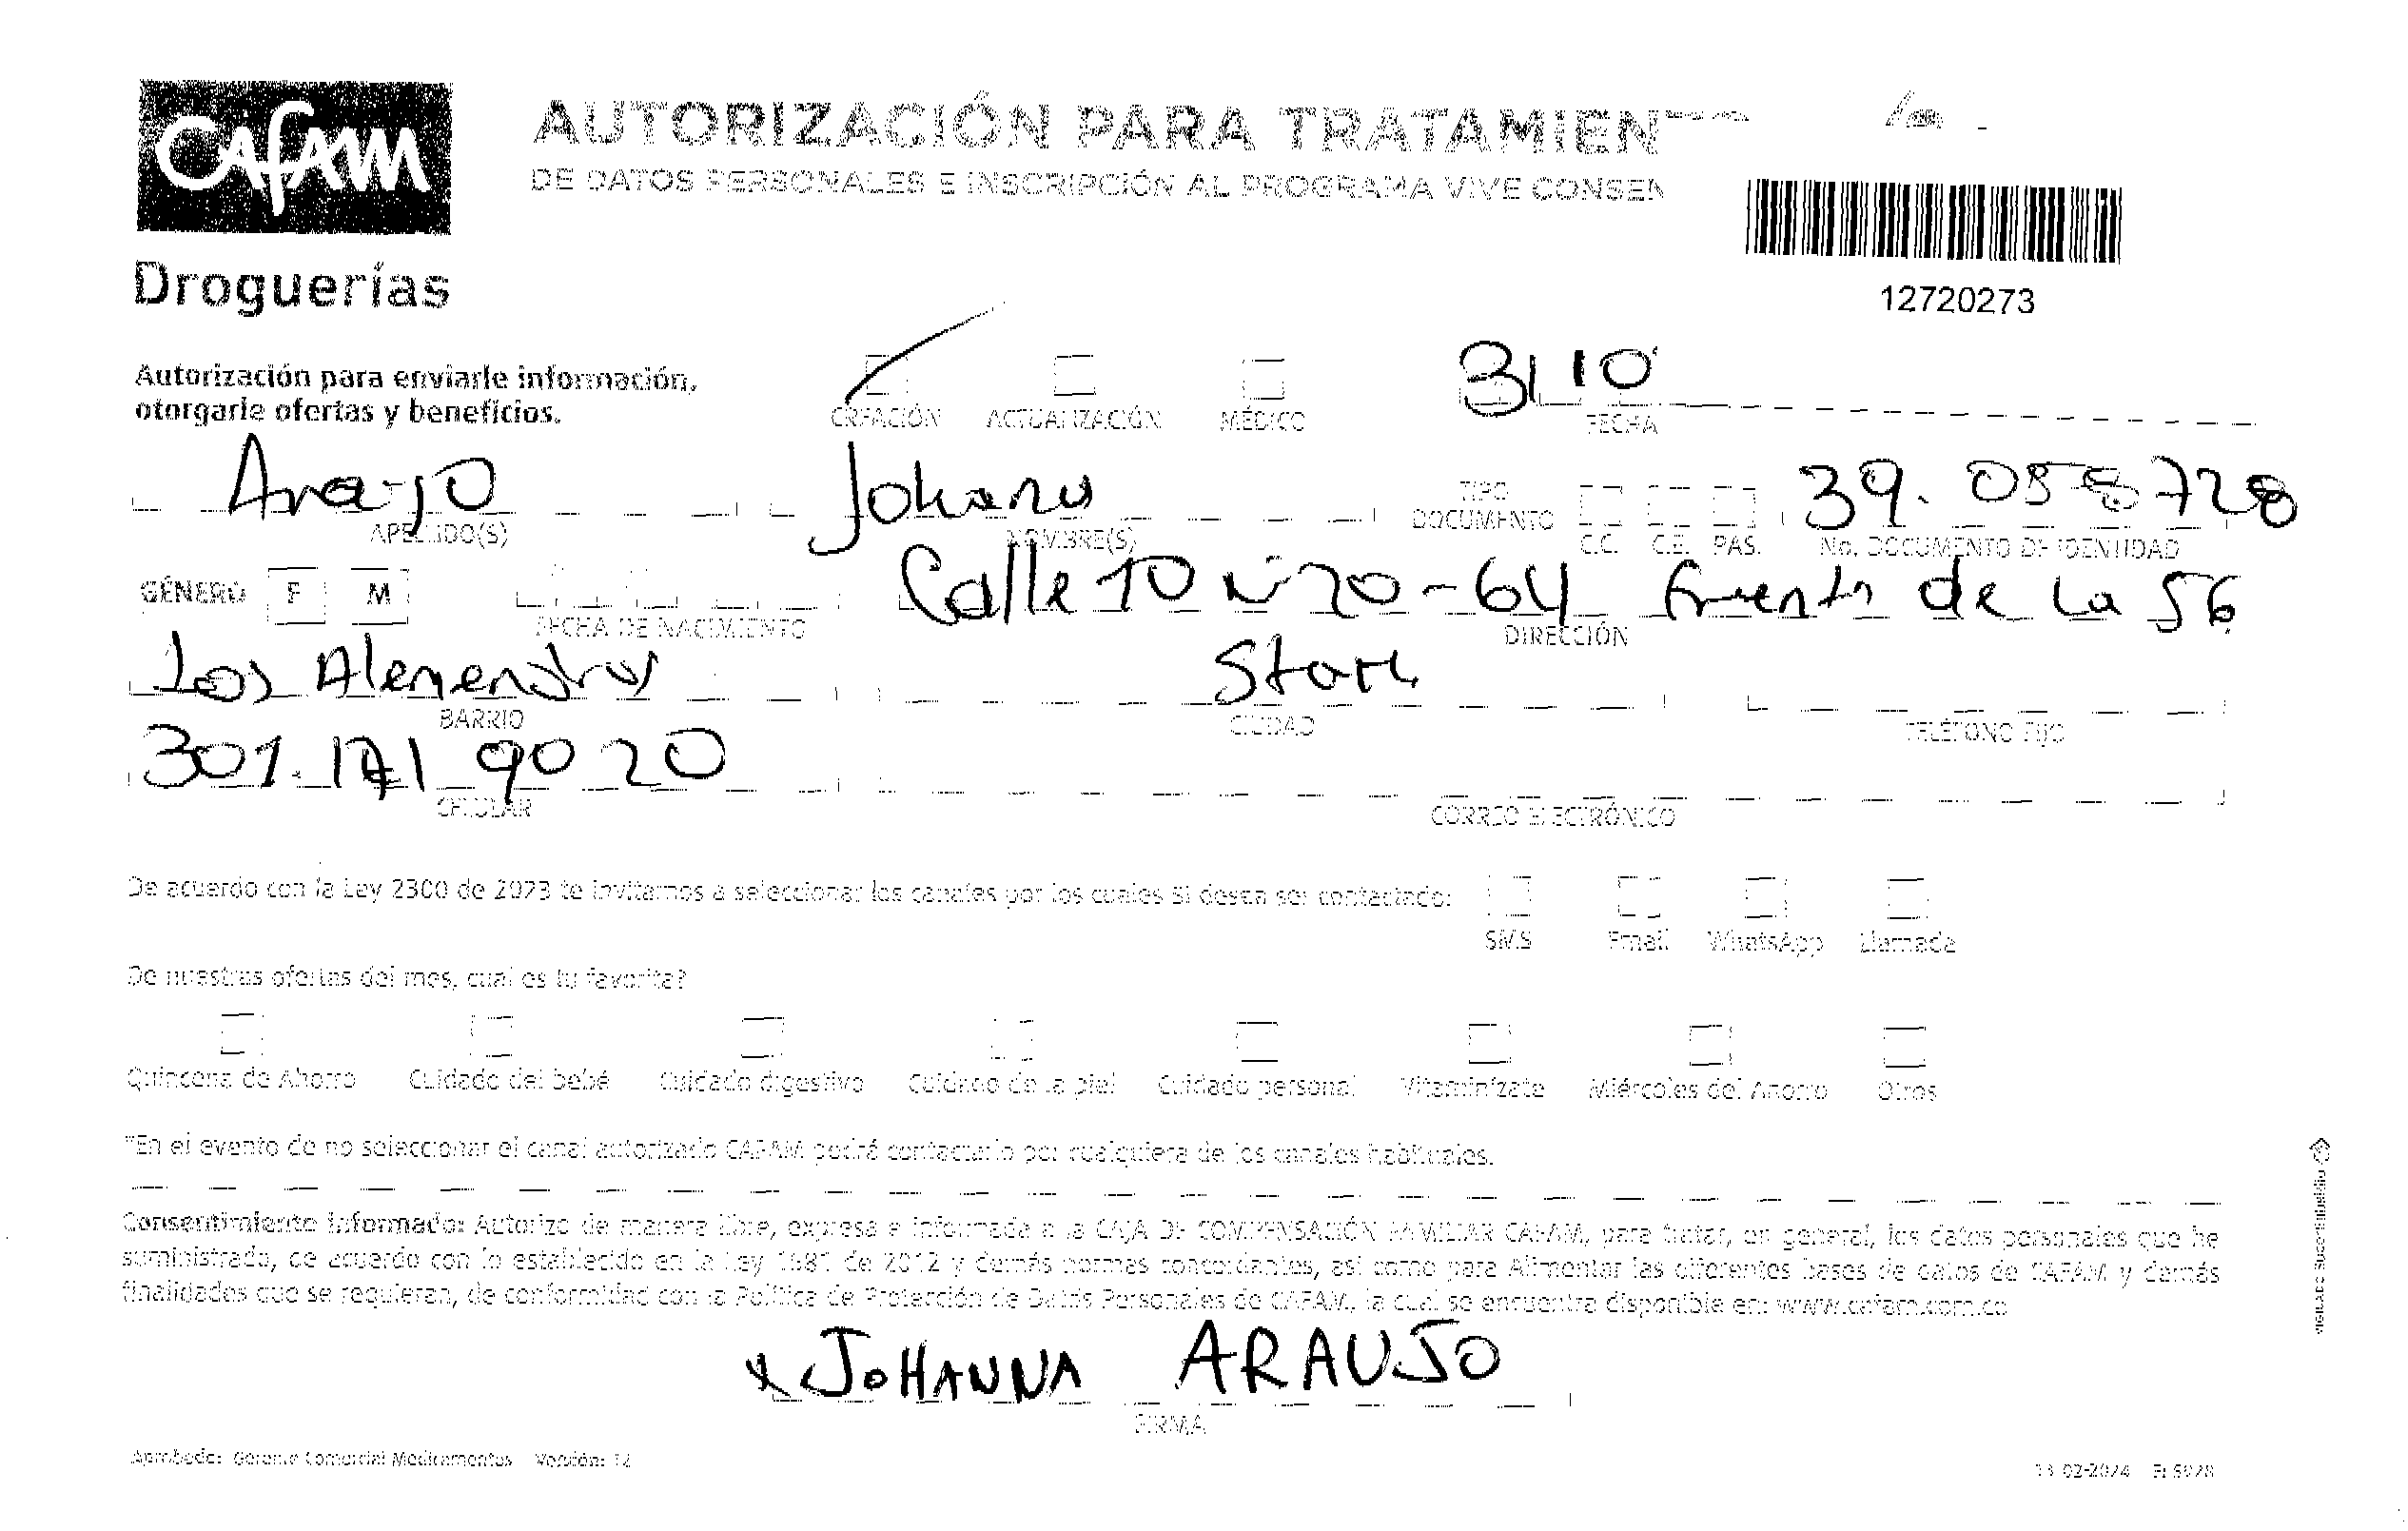 CAFAM
AUTORIZACIÓN PARA TRATAMIEN
DE DATOS PERSONALES E INSCRIPCIÓN AL PROGRAMA VIVE CONSEN
Droguerías
12720273
Autorización para enviarle información,
otorgarle ofertas y beneficios.
CREACIÓN ACTUALIZACIÓN MÉDICO
3110
FECHA
Araujo Johana
APELLIDO(S) NOMBRE(S)
TIPO DOCUMENTO C.C. C.E. PAS.
39.058728
No. DOCUMENTO DE IDENTIDAD
GÉNERO F M
FECHA DE NACIMIENTO
Calle 10 N° 20-64 frente de la 56
DIRECCIÓN
Los Almendros Store
BARRIO CIUDAD TELÉFONO FIJO
301. 171 9020
CELULAR CORREO ELECTRÓNICO
De acuerdo con la Ley 2300 de 2023 te invitamos a seleccionar los canales por los cuales si desea ser contactado:
SMS Email WhatsApp Llamada
De nuestras ofertas del mes, cual es tu favorita?
Quincena de Ahorro Cuidado del bebé Cuidado digestivo Cuidado de la piel Cuidado personal Vitaminízate Miércoles del Ahorro Otros
*En el evento de no seleccionar el canal autorizado CAFAM podrá contactarlo por cualquiera de los canales habituales.
Consentimiento informado: Autorizo de manera libre, expresa e informada a la CAJA DE COMPENSACIÓN FAMILIAR CAFAM, para tratar, en general, los datos personales que he
suministrado, de acuerdo con lo establecido en la Ley 1581 de 2012 y demás normas concordantes, así como para Alimentar las diferentes bases de datos de CAFAM y demás
finalidades que se requieran, de conformidad con la Política de Protección de Datos Personales de CAFAM, la cual se encuentra disponible en: www.cafam.com.co
x JOHANNA ARAUJO
FIRMA
Aprobado: Gerente Comercial Medicamentos Versión: 12
13-02-2024
VIGILADO SuperSubsidio